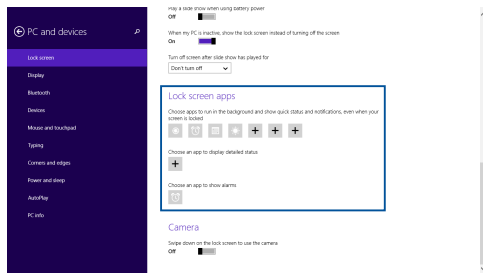 Play a slide show when using battery power
Off
PC and devices
When my PC is inactive, show the lock screen instead of turning off the screen
On
Lock screen
Turn off screen after slide show has played for
Don't turn off
Display
Bluetooth
Devices
Mouse and touchpad
Typing
Corners and edges
Power and sleep
AutoPlay
PC info
Lock screen apps
Choose apps to run in the background and show quick status and notifications, even when your
screen is locked
Choose an app to display detailed status
Choose an app to show alarms
Camera
Swipe down on the lock screen to use the camera
Off